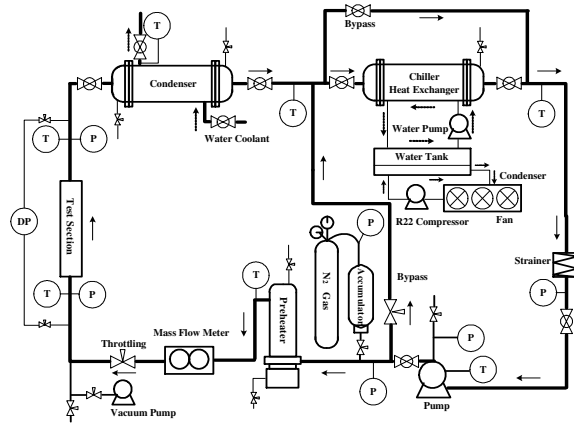 Bypass
T
Condenser
Chiller
Heat Exchanger
T
T
Water Coolant
Water Pump
T
P
Water Tank
Condenser
R22 Compressor
Fan
DP
Test Section
P
N2 Gas
Accumulator
Strainer
T
P
T
Preheater
Bypass
P
Mass Flow Meter
Throttling
P
T
P
Vacuum Pump
Pump